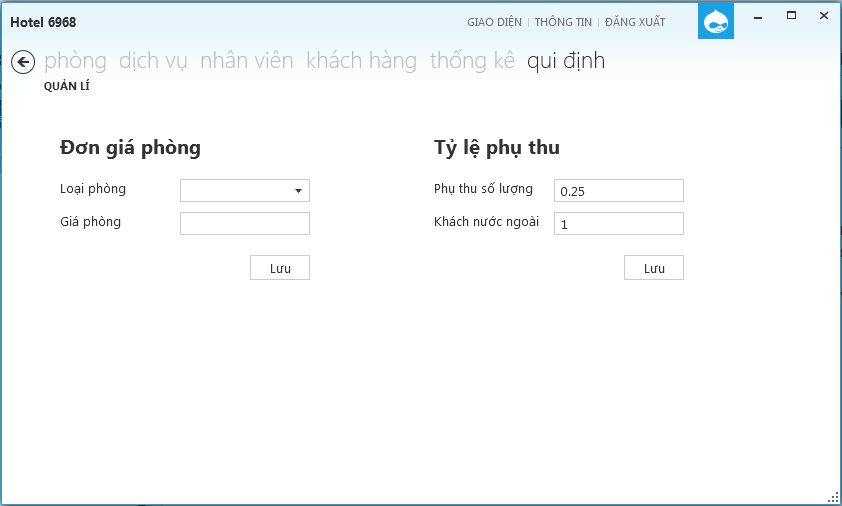 Hotel 6968
GIAO DIỆN | THÔNG TIN | ĐĂNG XUẤT
phòng dịch vụ nhân viên khách hàng thống kê qui định
QUẢN LÍ
Đơn giá phòng
Loại phòng
Giá phòng
Lưu
Tỷ lệ phụ thu
Phụ thu số lượng 0.25
Khách nước ngoài 1
Lưu